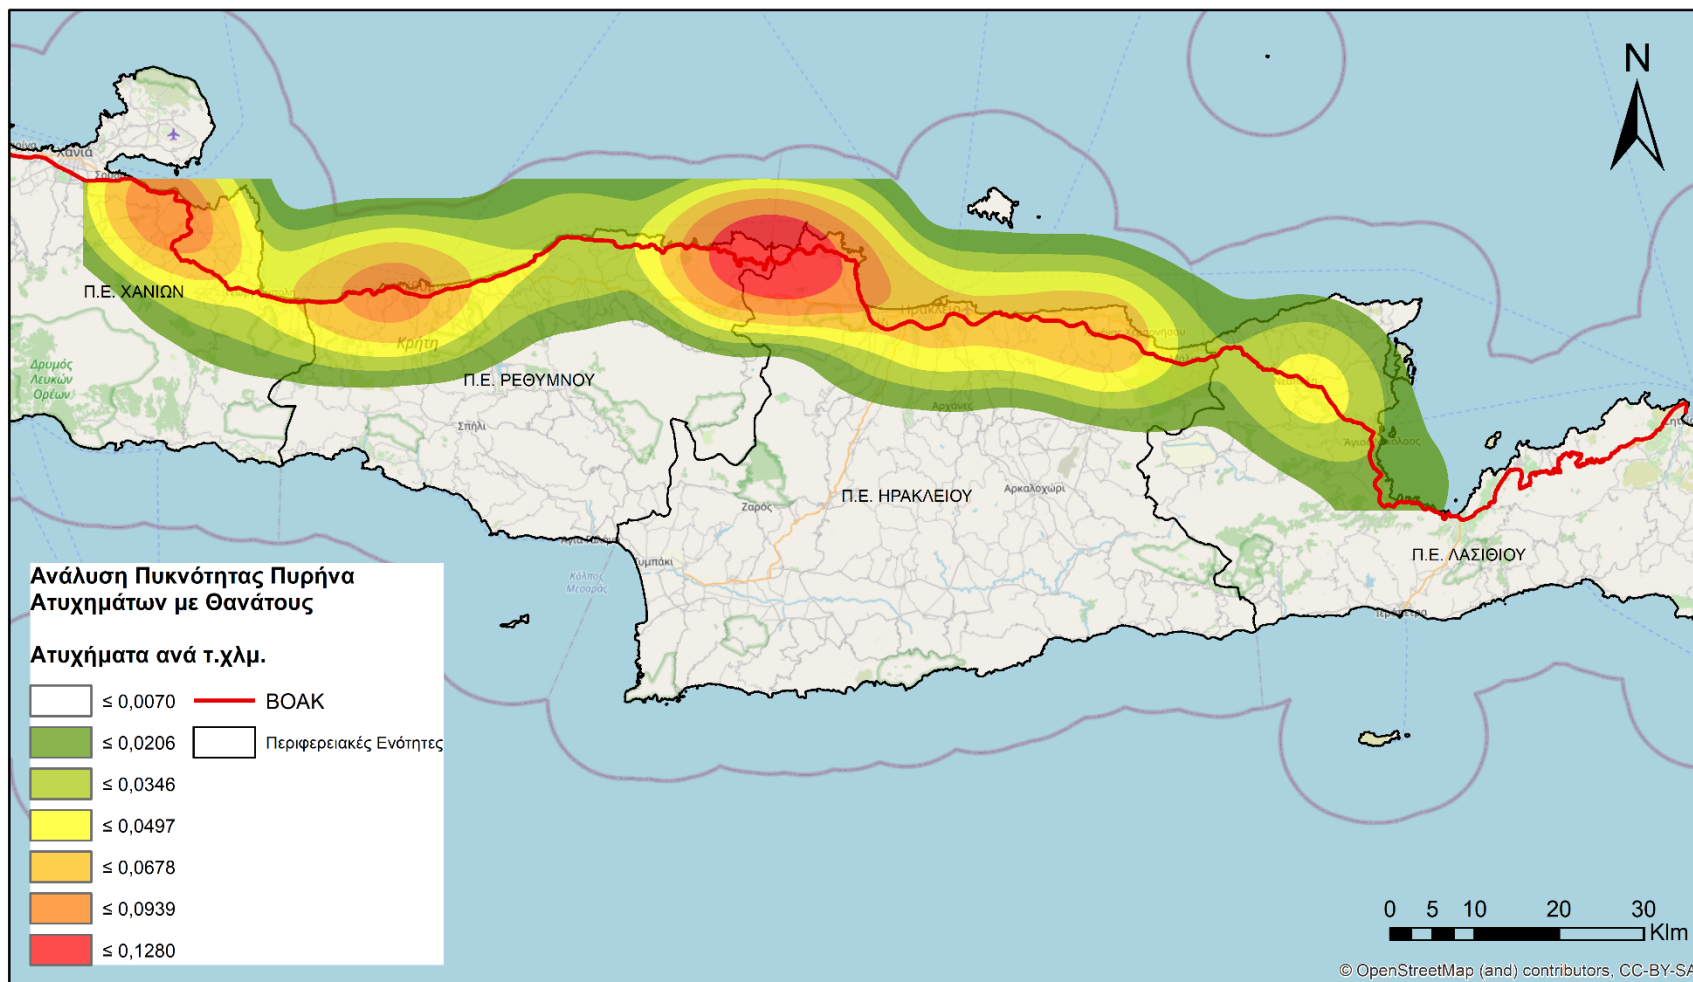 N
Χανιά
Π.Ε. ΧΑΝΙΩΝ
Δρυμός
Λευκών
Ορέων
Κρήτη
Π.Ε. ΡΕΘΥΜΝΟΥ
Σπήλι
Ηράκλειο
Αρχάνες
Π.Ε. ΗΡΑΚΛΕΙΟΥ
Αρκαλοχώρι
Ζαρός
Κόλπος
Μεσαράς
Π.Ε. ΛΑΣΙΘΙΟΥ
Ανάλυση Πυκνότητας Πυρήνα
Ατυχημάτων με Θανάτους
Ατυχήματα ανά τ.χλμ.
≤ 0,0070
ΒΟΑΚ
≤ 0,0206
Περιφερειακές Ενότητες
≤ 0,0346
≤ 0,0497
≤ 0,0678
≤ 0,0939
≤ 0,1280
0 5 10 20 30
Klm
© OpenStreetMap (and) contributors, CC-BY-SA